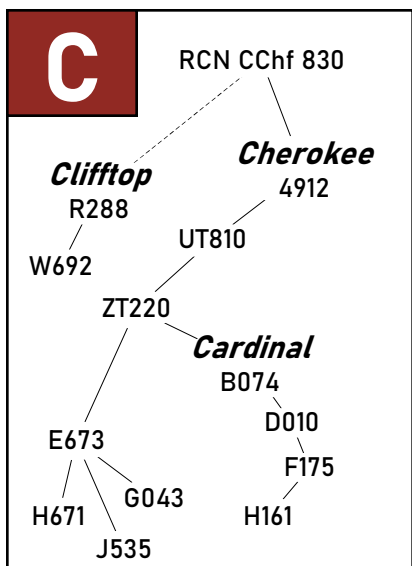 C
RCN CChf 830
Clifftop
Cherokee
R288
4912
W692
UT810
ZT220
Cardinal
B074
D010
E673
F175
G043
H671
H161
J535